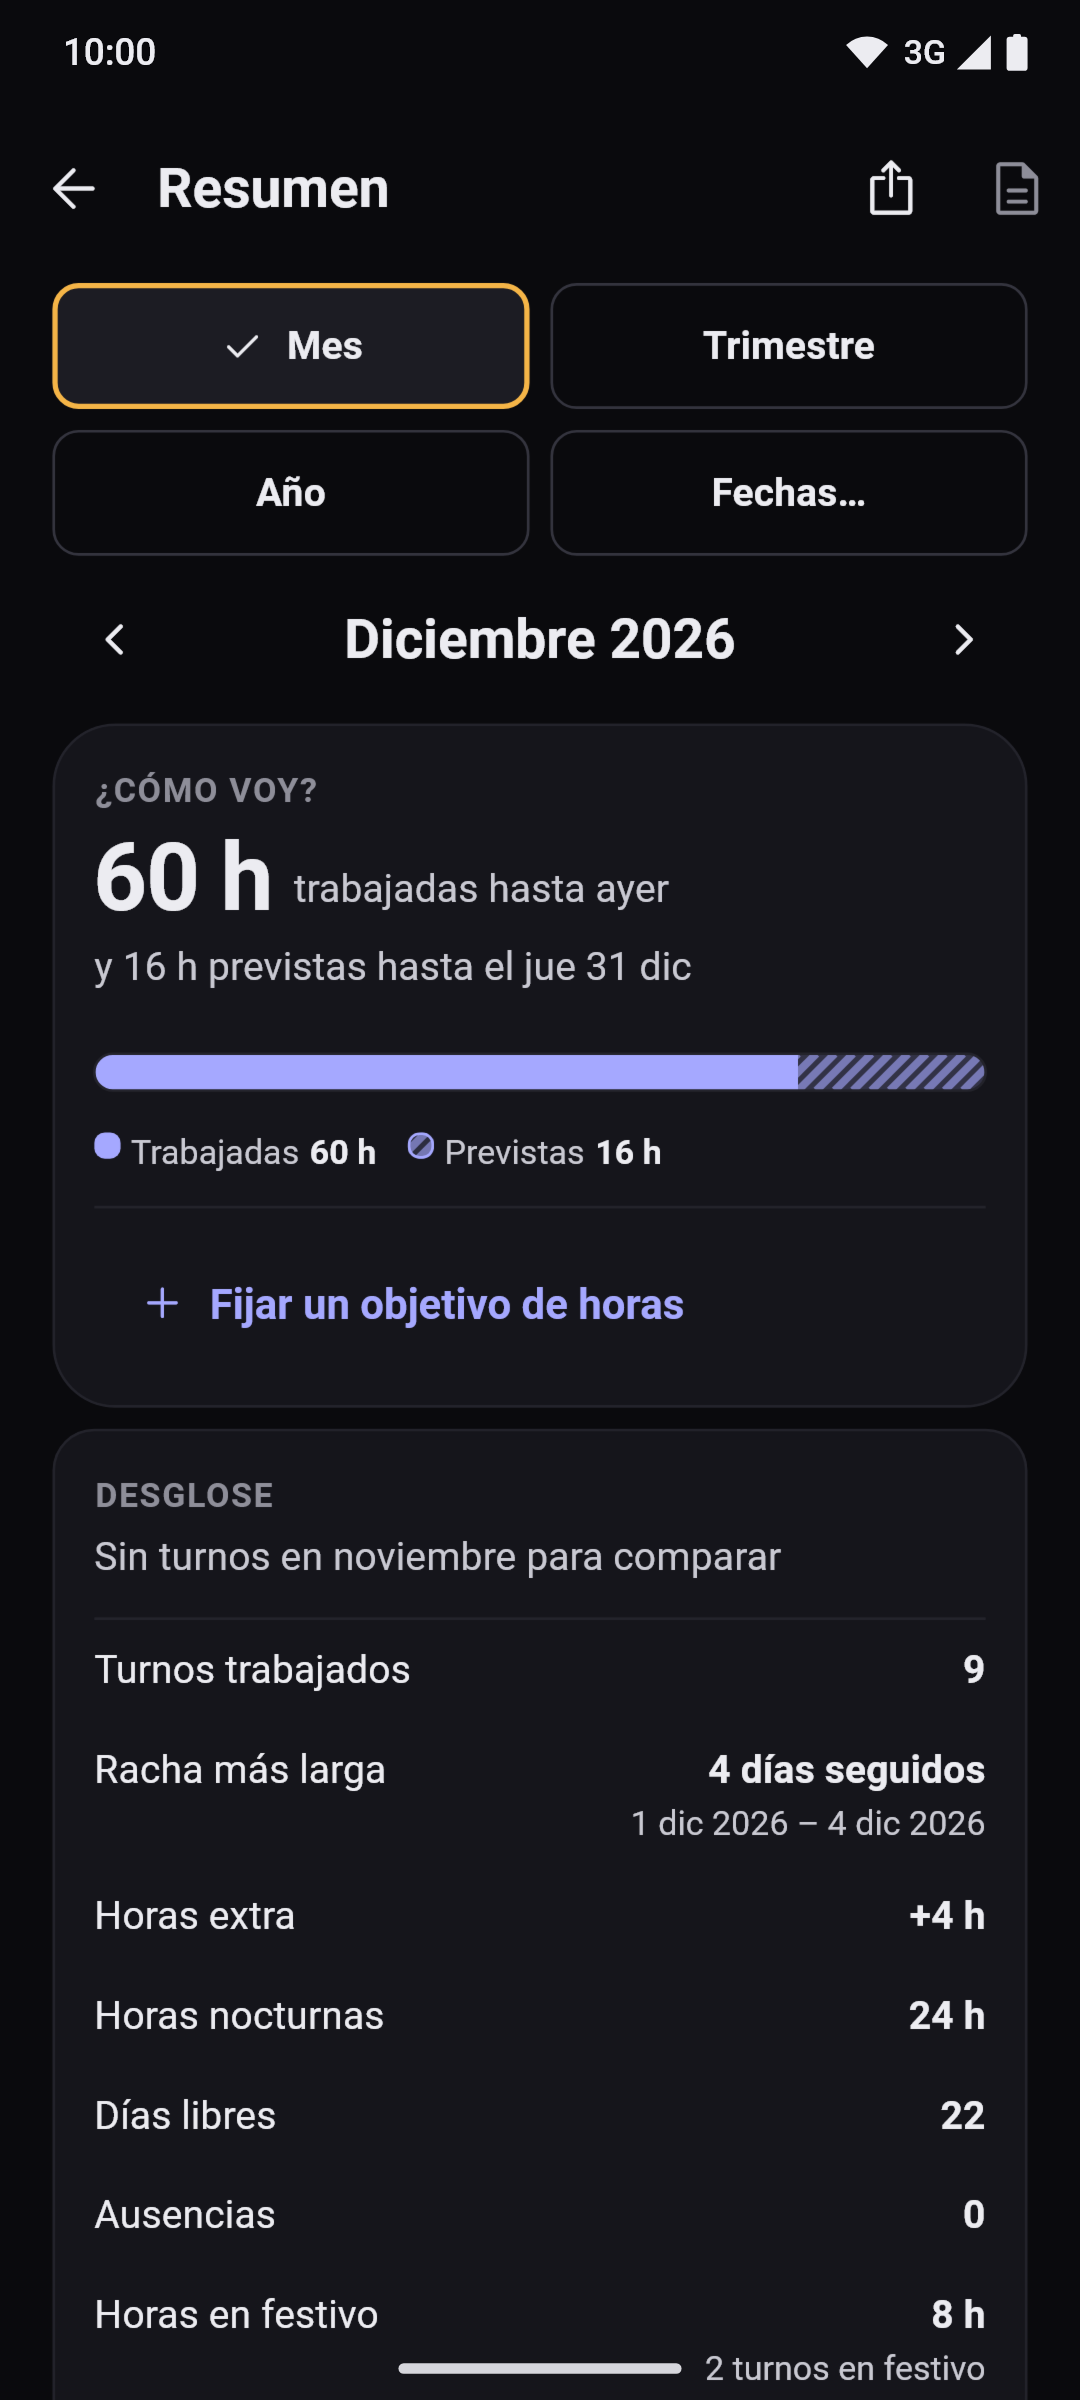 10:00
3G
Resumen
Mes
Trimestre
Año
Fechas...
Diciembre 2026
¿CÓMO VOY?
60 h trabajadas hasta ayer
y 16 h previstas hasta el jue 31 dic
Trabajadas 60 h Previstas 16 h
Fijar un objetivo de horas
DESGLOSE
Sin turnos en noviembre para comparar
Turnos trabajados 9
Racha más larga 4 días seguidos
1 dic 2026 – 4 dic 2026
Horas extra +4 h
Horas nocturnas 24 h
Días libres 22
Ausencias 0
Horas en festivo 8 h
2 turnos en festivo